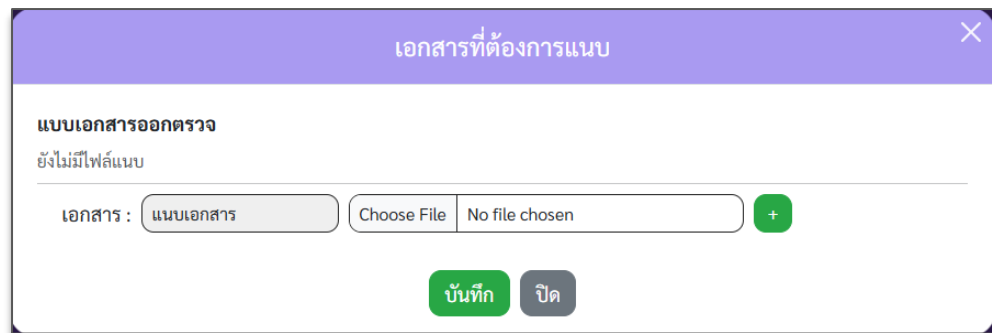 เอกสารที่ต้องการแนบ
แบบเอกสารออกตรวจ
ยังไม่มีไฟล์แนบ
เอกสาร : แนบเอกสาร Choose File No file chosen +
บันทึก ปิด